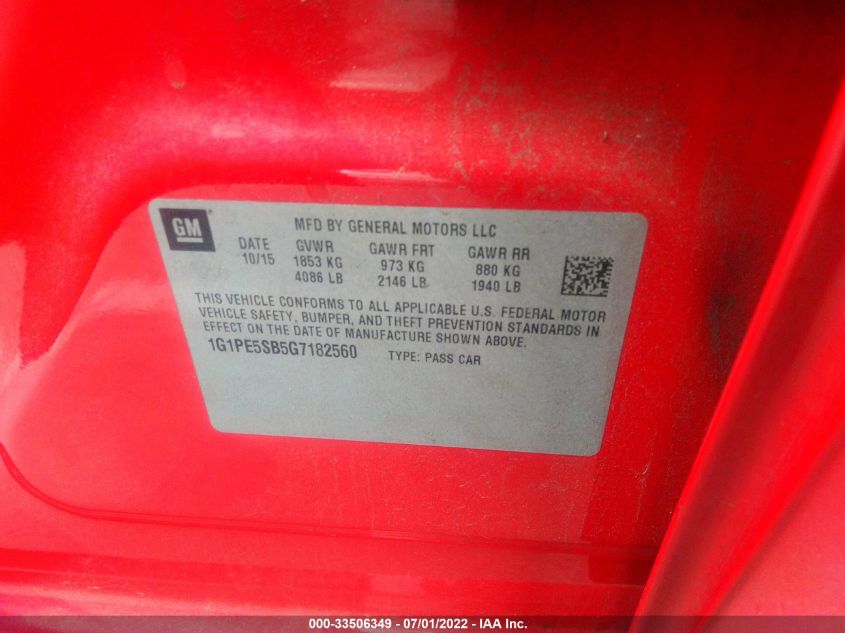 GM
MFD BY GENERAL MOTORS LLC
DATE GVWR GAWR FRT GAWR RR
10/15 1853 KG 973 KG 880 KG
4086 LB 2146 LB 1940 LB
THIS VEHICLE CONFORMS TO ALL APPLICABLE U.S. FEDERAL MOTOR
VEHICLE SAFETY, BUMPER, AND THEFT PREVENTION STANDARDS IN
EFFECT ON THE DATE OF MANUFACTURE SHOWN ABOVE.
1G1PE5SB5G7182560 TYPE: PASS CAR
000-33506349 - 07/01/2022 - IAA Inc.